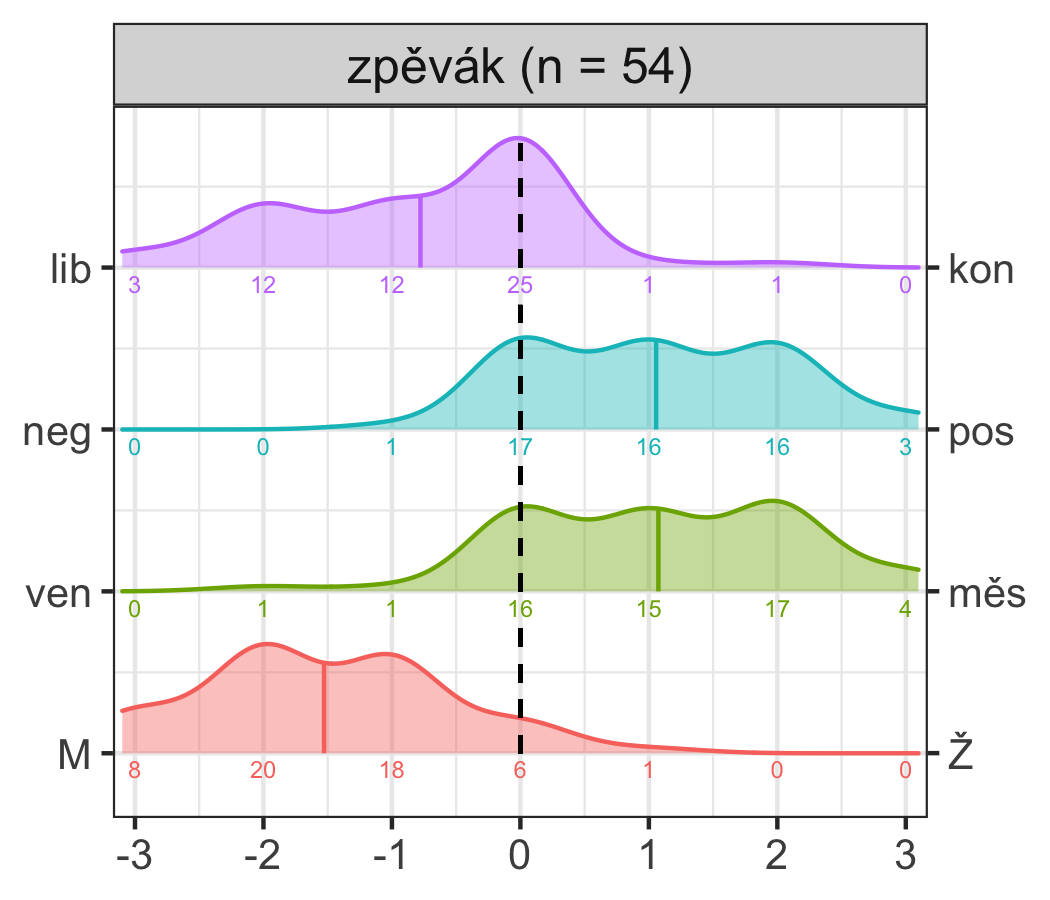 zpěvák (n = 54)
lib kon
3 12 12 25 1 1 0
neg pos
0 0 1 17 16 16 3
ven měs
0 1 1 16 15 17 4
M Ž
8 20 18 6 1 0 0
-3 -2 -1 0 1 2 3